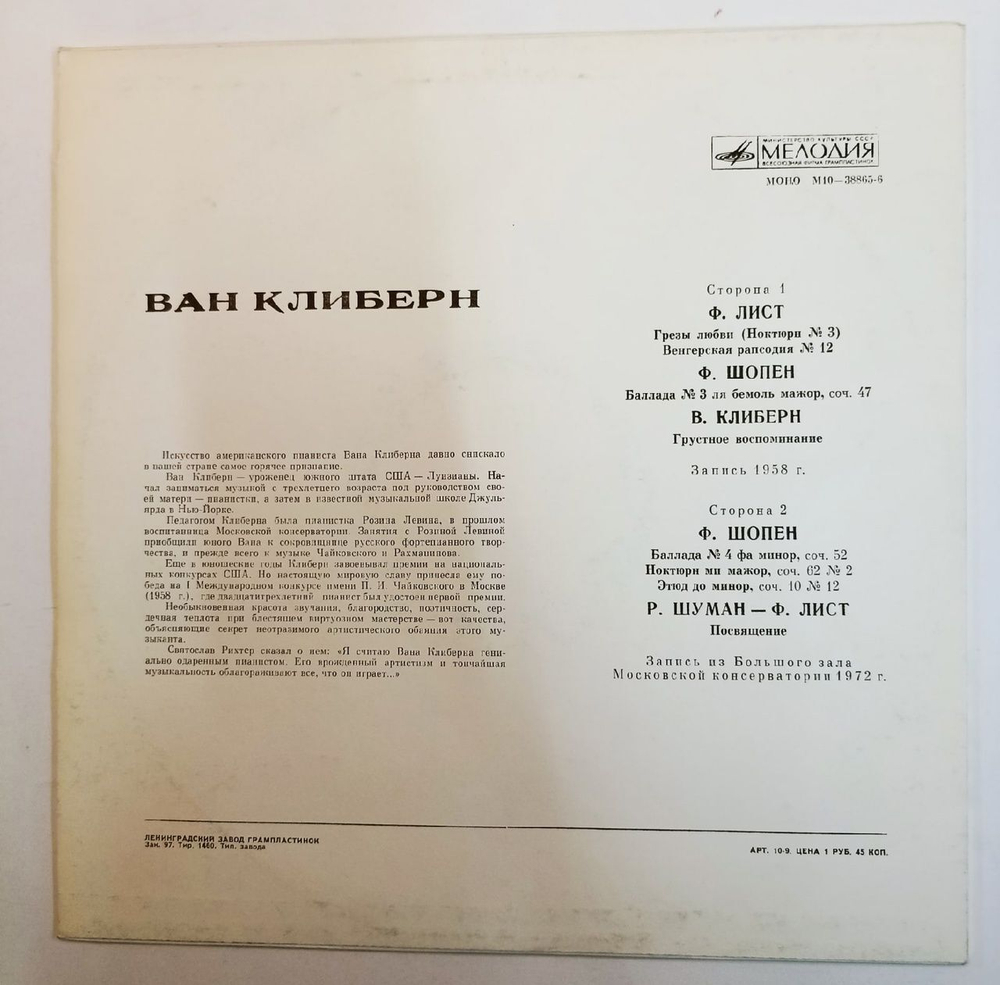 МИНИСТЕРСТВО КУЛЬТУРЫ СССР
МЕЛОДИЯ
ВСЕСОЮЗНАЯ ФИРМА ГРАМПЛАСТИНОК
МОНО М10—38865-6
ВАН КЛИБЕРН
Искусство американского пианиста Вана Клиберна давно снискало
в нашей стране самое горячее признание.
Ван Клиберн — уроженец южного штата США — Луизианы. На-
чал заниматься музыкой с трехлетнего возраста под руководством сво-
ей матери — пианистки, а затем в известной музыкальной школе Джуль-
ярда в Нью-Йорке.
Педагогом Клиберна была пианистка Розина Левина, в прошлом
воспитанница Московской консерватории. Занятия с Розиной Левиной
приобщили юного Вана к сокровищнице русского фортепианного твор-
чества, и прежде всего к музыке Чайковского и Рахманинова.
Еще в юношеские годы Клиберн завоевывал премии на националь-
ных конкурсах США. Но настоящую мировую славу принесла ему по-
беда на I Международном конкурсе имени П. И. Чайковского в Москве
(1958 г.), где двадцатитрехлетний пианист был удостоен первой премии.
Необыкновенная красота звучания, благородство, поэтичность, сер-
дечная теплота при блестящем виртуозном мастерстве — вот качества,
объясняющие секрет неотразимого артистического обаяния этого му-
зыканта.
Святослав Рихтер сказал о нем: «Я считаю Вана Клиберна гени-
ально одаренным пианистом. Его врожденный артистизм и тончайшая
музыкальность облагораживают все, что он играет...»
Сторона 1
Ф. ЛИСТ
Грезы любви (Ноктюрн № 3)
Венгерская рапсодия № 12
Ф. ШОПЕН
Баллада № 3 ля бемоль мажор, соч. 47
В. КЛИБЕРН
Грустное воспоминание
Запись 1958 г.
Сторона 2
Ф. ШОПЕН
Баллада № 4 фа минор, соч. 52
Ноктюрн ми мажор, соч. 62 № 2
Этюд до минор, соч. 10 № 12
Р. ШУМАН — Ф. ЛИСТ
Посвящение
Запись из Большого зала
Московской консерватории 1972 г.
ЛЕНИНГРАДСКИЙ ЗАВОД ГРАМПЛАСТИНОК
Зак. 97. Тир. 1460. Тип. завода
АРТ. 10-9. ЦЕНА 1 РУБ. 45 КОП.